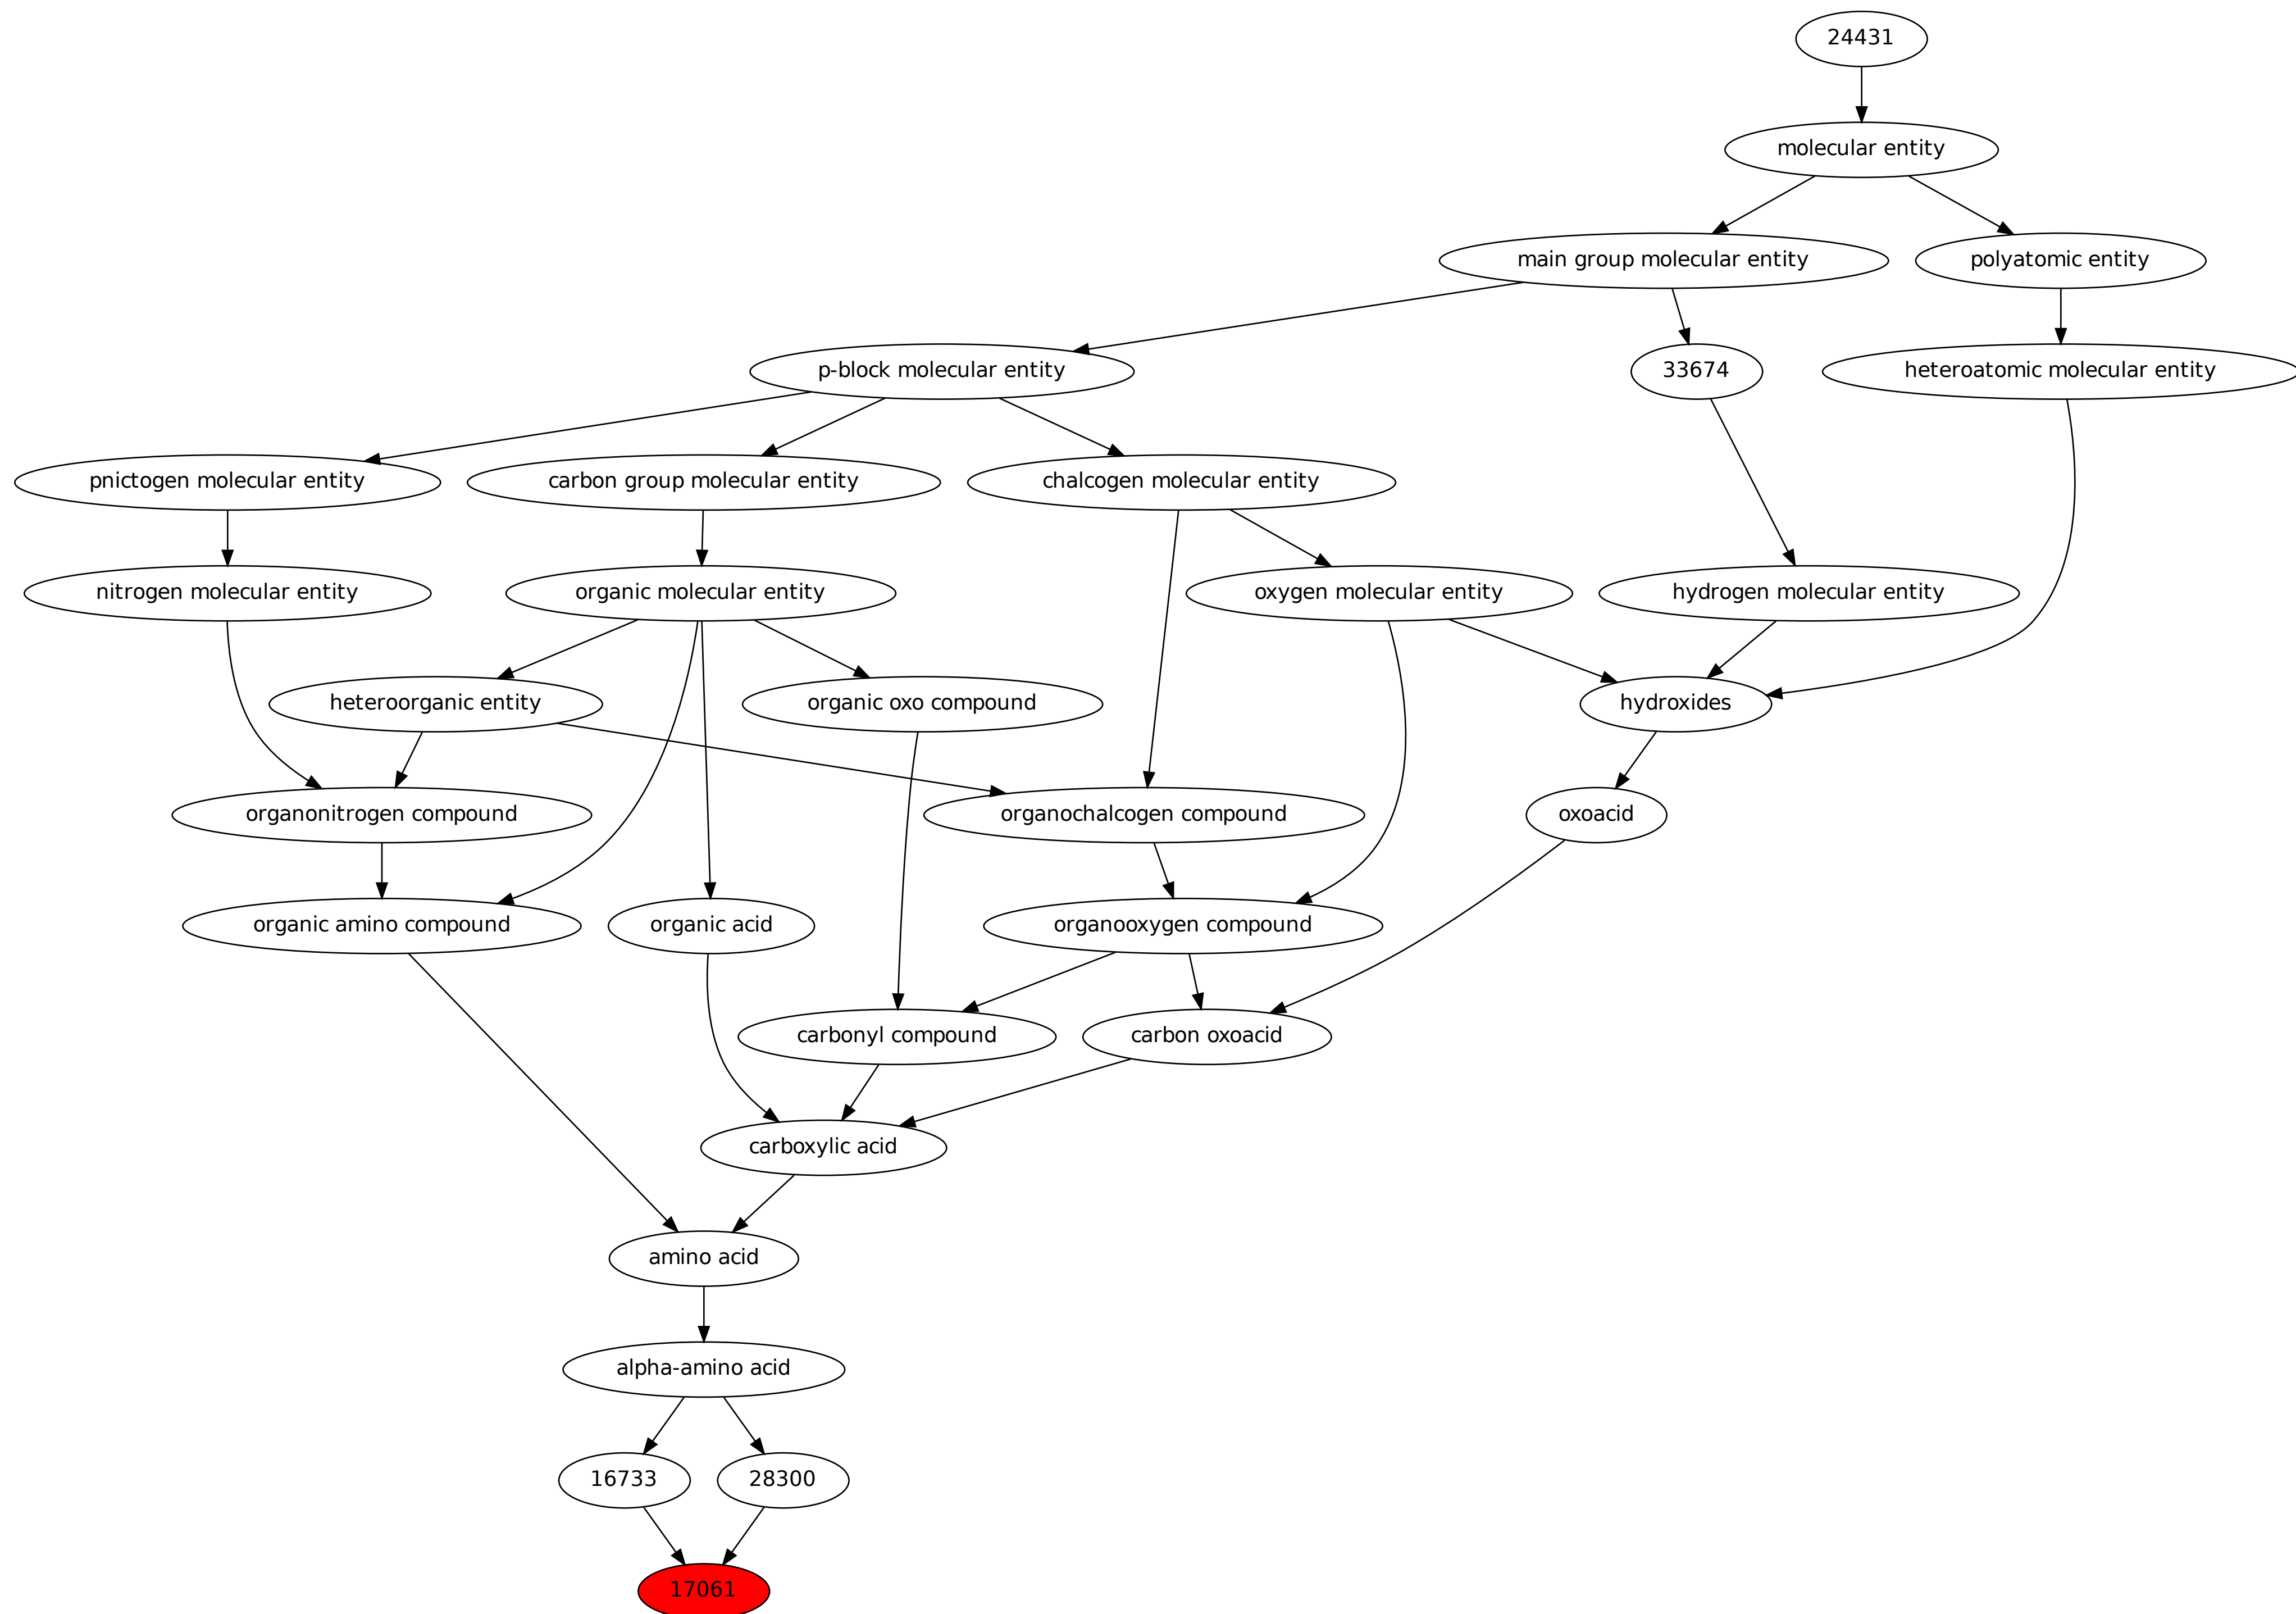 24431
molecular entity
main group molecular entity
polyatomic entity
p-block molecular entity
33674
heteroatomic molecular entity
pnictogen molecular entity
carbon group molecular entity
chalcogen molecular entity
nitrogen molecular entity
organic molecular entity
oxygen molecular entity
hydrogen molecular entity
heteroorganic entity
organic oxo compound
hydroxides
organonitrogen compound
organochalcogen compound
oxoacid
organic amino compound
organic acid
organooxygen compound
carbonyl compound
carbon oxoacid
carboxylic acid
amino acid
alpha-amino acid
16733
28300
17061